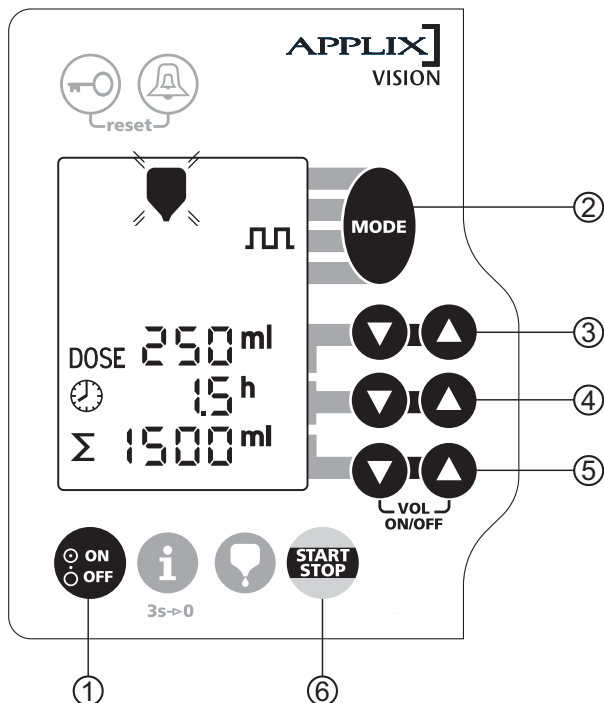 APPLIX
VISION
reset
MODE
2
DOSE 250 ml
1.5 h
Σ 1500 ml
3
4
5
VOL
ON/OFF
ON
OFF
i
START
STOP
3s->0
1
6